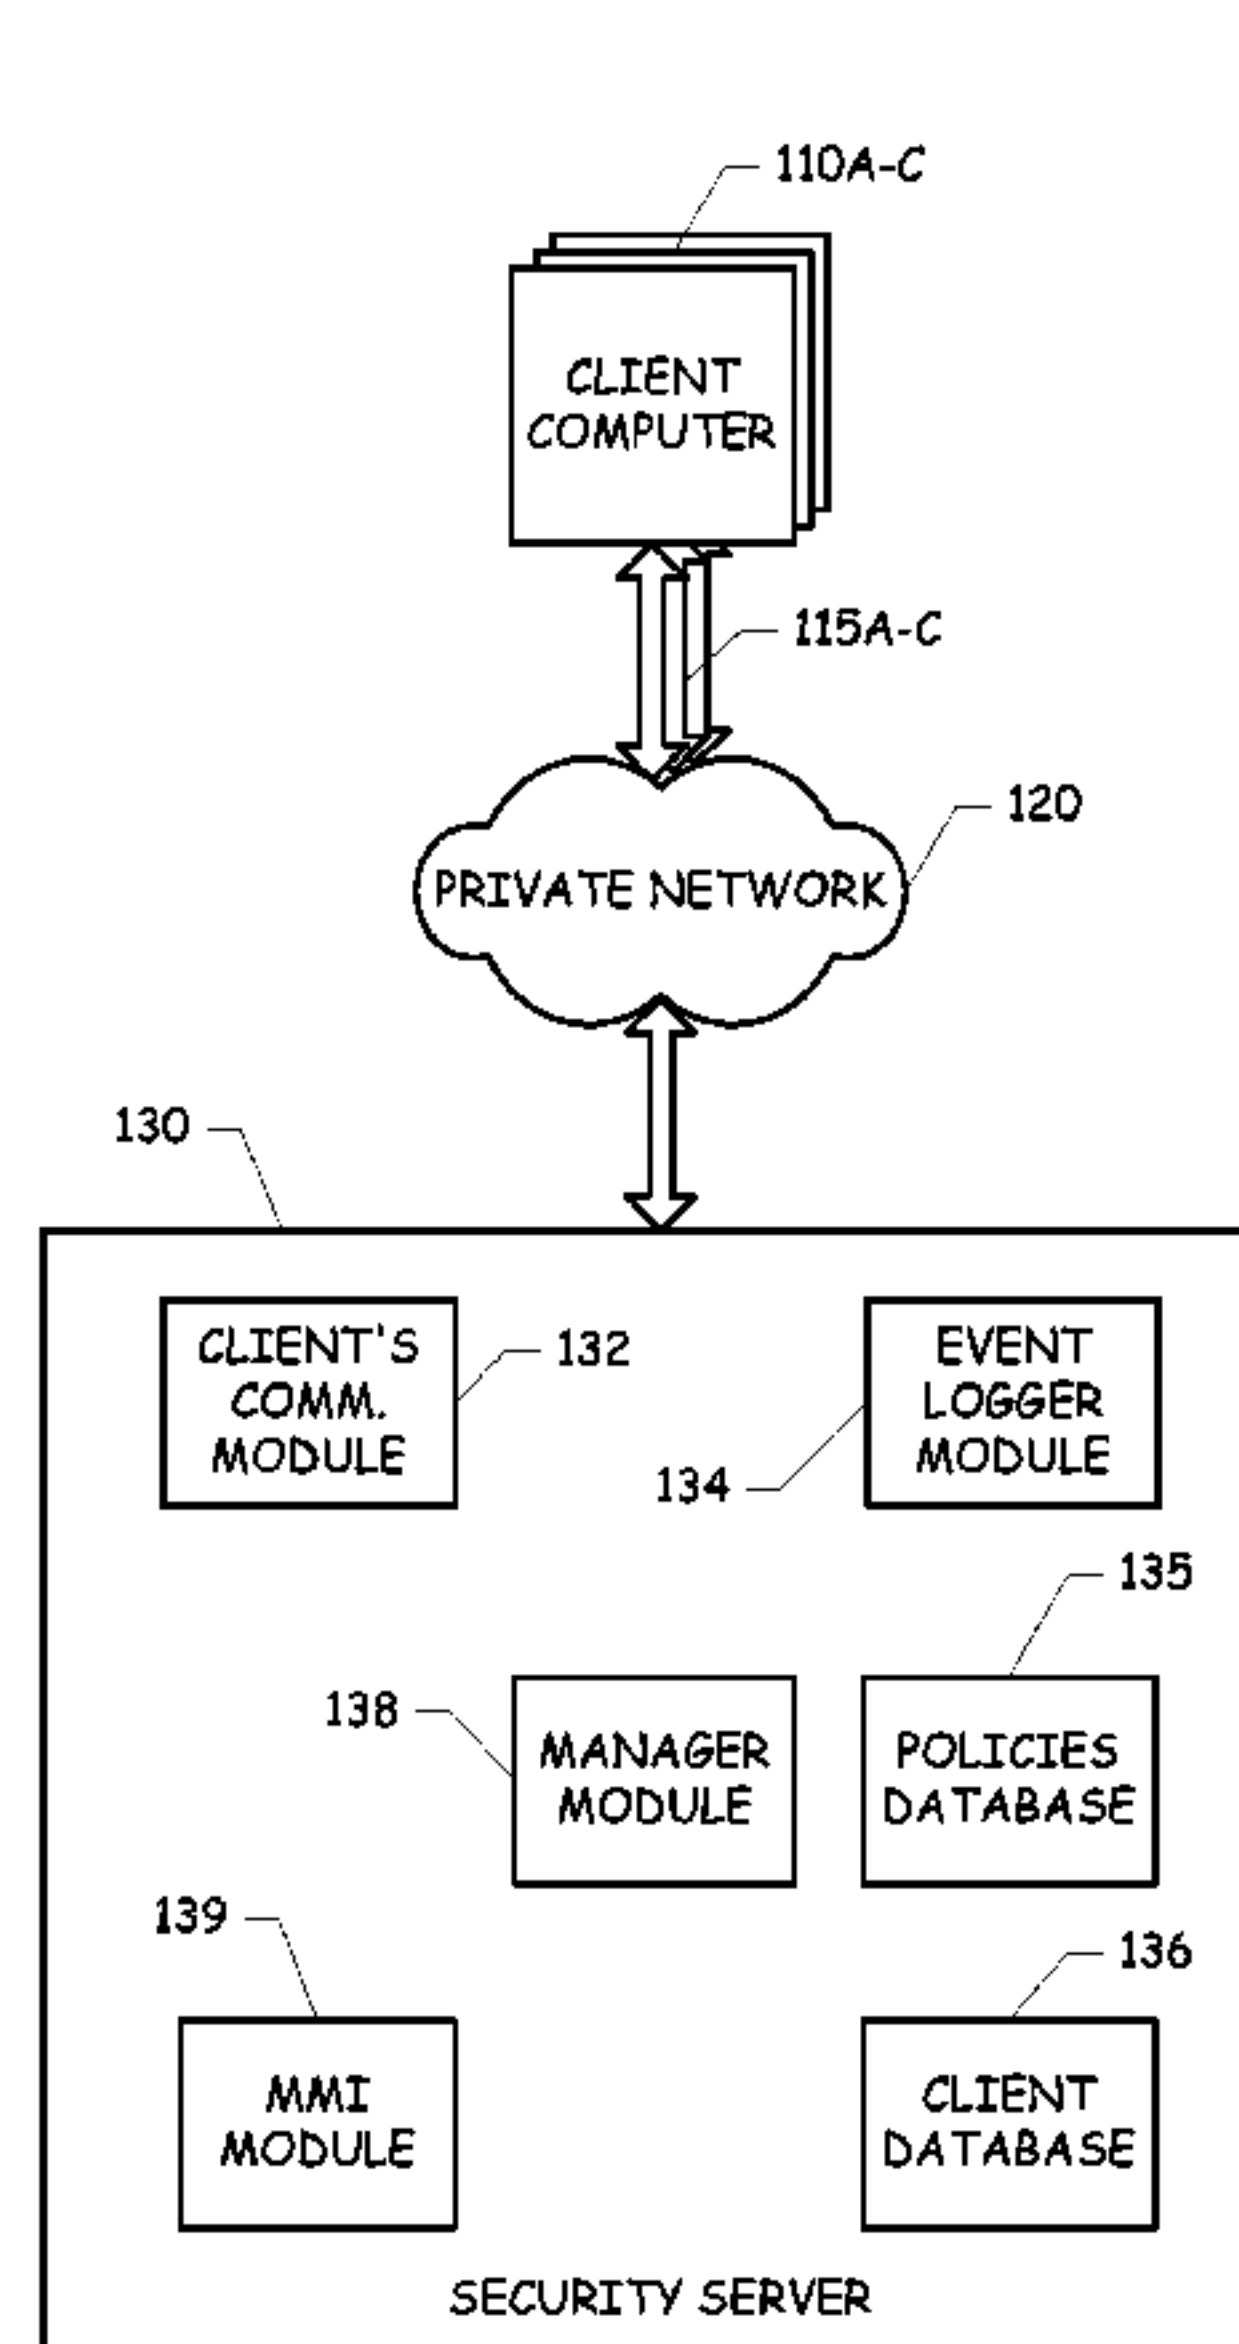 110A-C
CLIENT
COMPUTER
115A-C
120
PRIVATE NETWORK
130
CLIENT'S
COMM.
MODULE
132
EVENT
LOGGER
MODULE
134
135
138
MANAGER
MODULE
POLICIES
DATABASE
139
136
MMI
MODULE
CLIENT
DATABASE
SECURITY SERVER